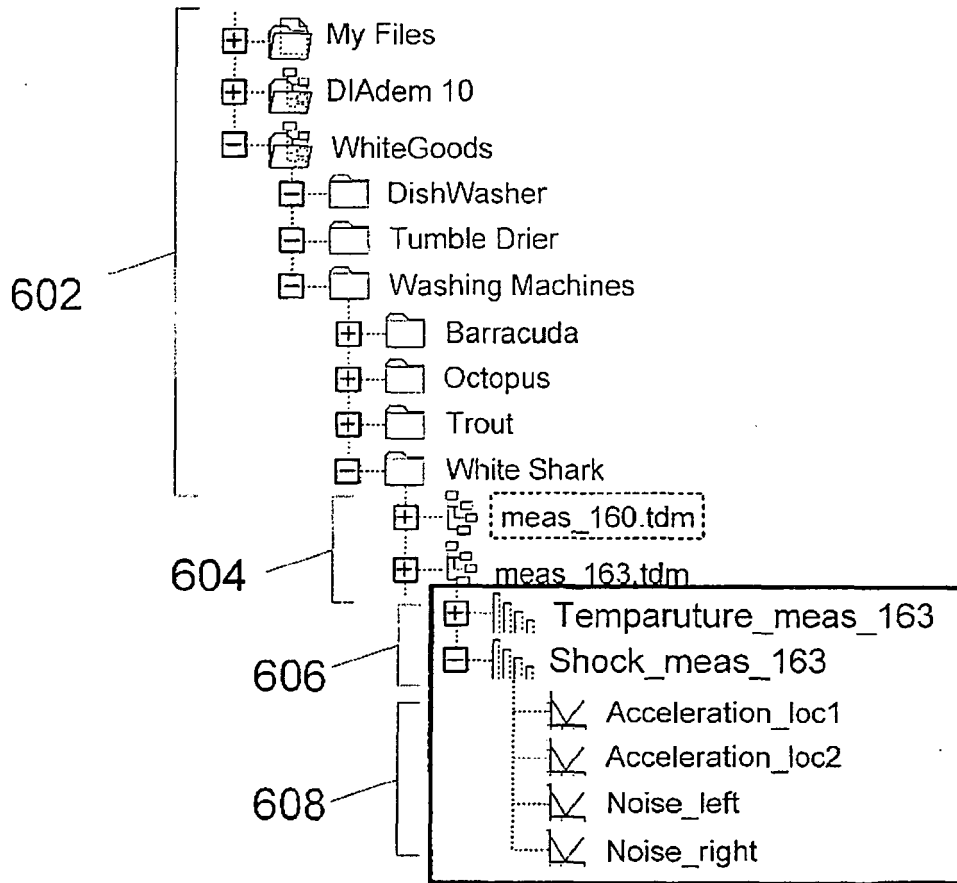 My Files
DIAdem 10
WhiteGoods
DishWasher
Tumble Drier
602
Washing Machines
Barracuda
Octopus
Trout
White Shark
meas_160.tdm
604
meas_163.tdm
Temparuture_meas_163
606
Shock_meas_163
Acceleration_loc1
Acceleration_loc2
608
Noise_left
Noise_right